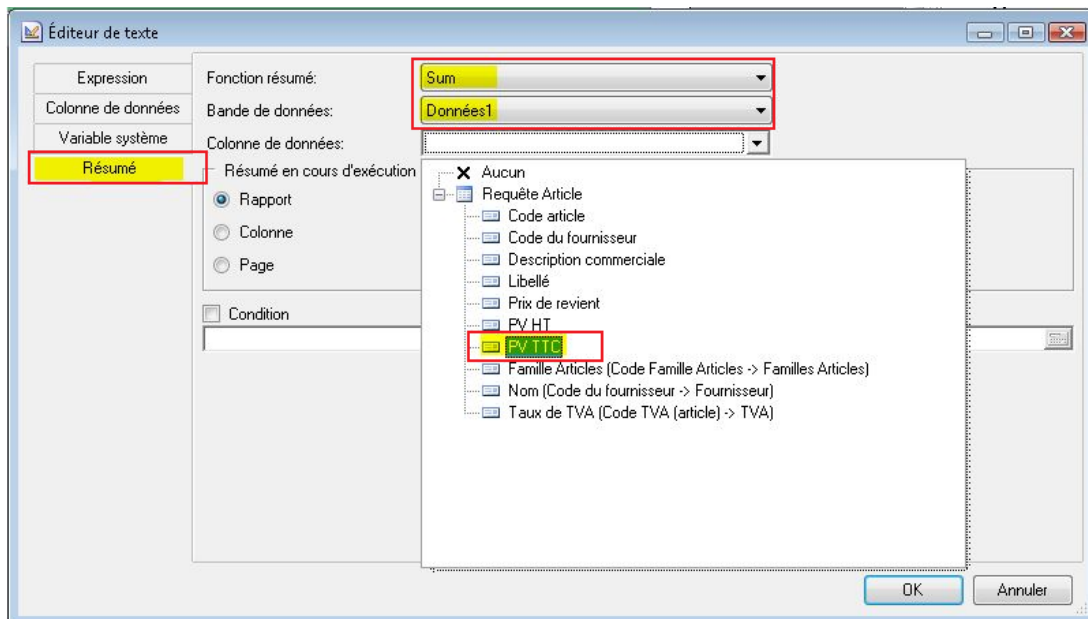 Éditeur de texte
Expression
Fonction résumé:
Sum
Colonne de données
Bande de données:
Données1
Variable système
Colonne de données:
Résumé
Résumé en cours d'exécution
Aucun
Requête Article
Rapport
Code article
Colonne
Code du fournisseur
Description commerciale
Page
Libellé
Prix de revient
Condition
PV HT
PV TTC
Famille Articles (Code Famille Articles -> Familles Articles)
Nom (Code du fournisseur -> Fournisseur)
Taux de TVA (Code TVA (article) -> TVA)
OK
Annuler